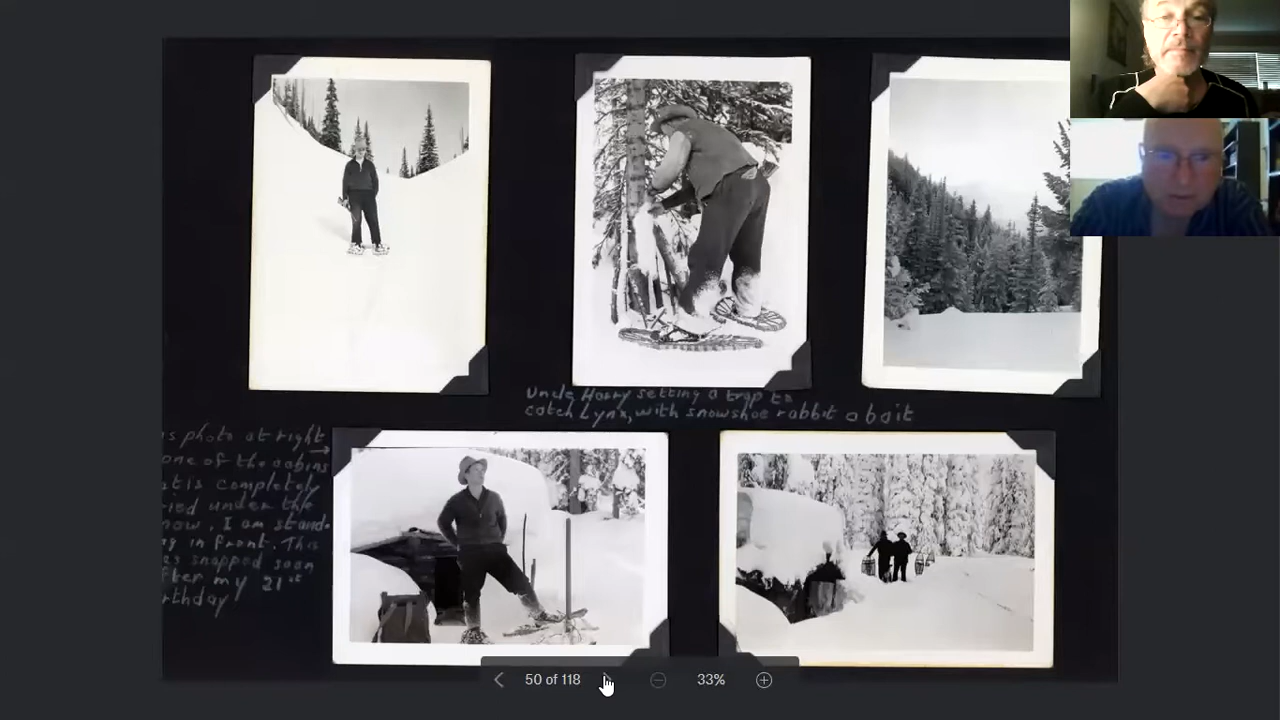 Uncle Harry setting a trap to
catch Lynx, with snowshoe rabbit a bait
s photo at right →
one of the cabins
at is completely
ried under the
now. I am stand-
g in front. This
as snapped soon
fter my 21st
rthday
50 of 118
33%